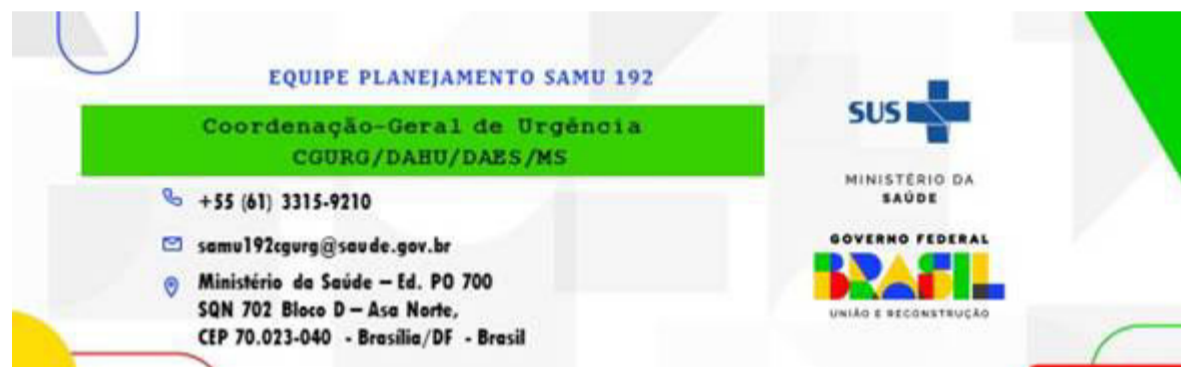 EQUIPE PLANEJAMENTO SAMU 192
Coordenação-Geral de Urgência
CGURG/DAHU/DAES/MS
+55 (61) 3315-9210
samu192cgurg@saude.gov.br
Ministério da Saúde – Ed. PO 700
SQN 702 Bloco D – Asa Norte,
CEP 70.023-040 - Brasília/DF - Brasil
SUS
MINISTÉRIO DA
SAÚDE
GOVERNO FEDERAL
BRASIL
UNIÃO E RECONSTRUÇÃO